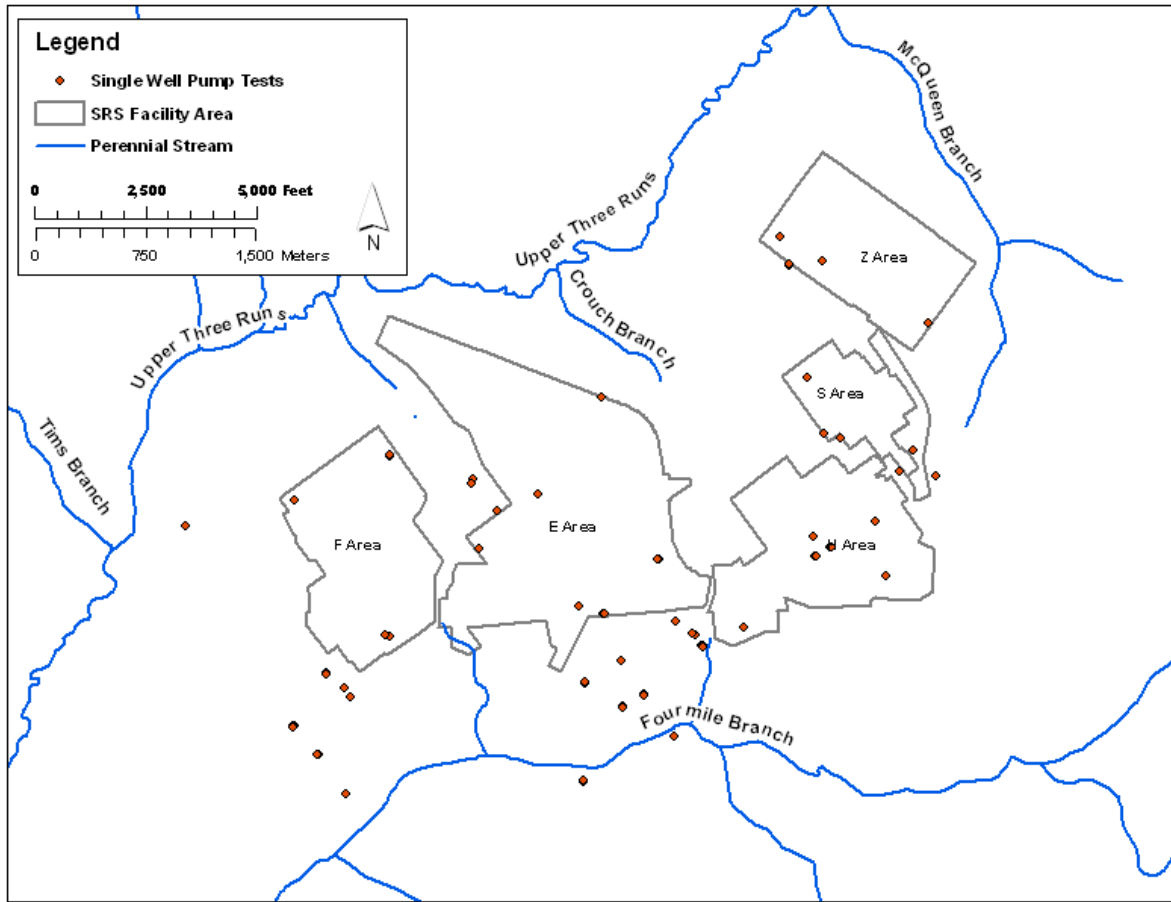 Legend
Single Well Pump Tests
SRS Facility Area
Perennial Stream
0 2,500 5,000 Feet
0 750 1,500 Meters
N
McQueen Branch
Upper Three Runs
Z Area
Crouch Branch
Upper Three Runs
S Area
Tims Branch
E Area
F Area
H Area
Fourmile Branch